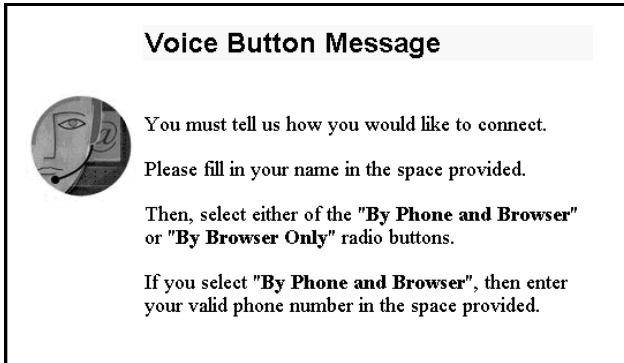 Voice Button Message
You must tell us how you would like to connect.
Please fill in your name in the space provided.
Then, select either of the "By Phone and Browser"
or "By Browser Only" radio buttons.
If you select "By Phone and Browser", then enter
your valid phone number in the space provided.